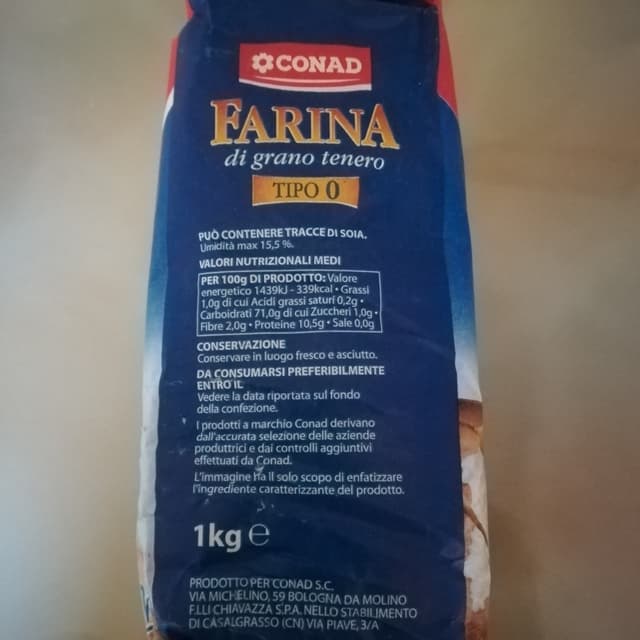 CONAD
FARINA
di grano tenero
TIPO 0
PUÒ CONTENERE TRACCE DI SOIA.
Umidità max 15,5 %.
VALORI NUTRIZIONALI MEDI
PER 100g DI PRODOTTO: Valore
energetico 1439kJ - 339kcal • Grassi
1,0g di cui Acidi grassi saturi 0,2g •
Carboidrati 71,0g di cui Zuccheri 1,0g •
Fibre 2,0g • Proteine 10,5g • Sale 0,0g
CONSERVAZIONE
Conservare in luogo fresco e asciutto.
DA CONSUMARSI PREFERIBILMENTE
ENTRO IL
Vedere la data riportata sul fondo
della confezione.
I prodotti a marchio Conad derivano
dall'accurata selezione delle aziende
produttrici e dai controlli aggiuntivi
effettuati da Conad.
L'immagine ha il solo scopo di enfatizzare
l'ingrediente caratterizzante del prodotto.
1kg e
PRODOTTO PER CONAD S.C.
VIA MICHELINO, 59 BOLOGNA DA MOLINO
F.LLI CHIAVAZZA S.P.A. NELLO STABILIMENTO
DI CASALGRASSO (CN) VIA PIAVE, 3/A